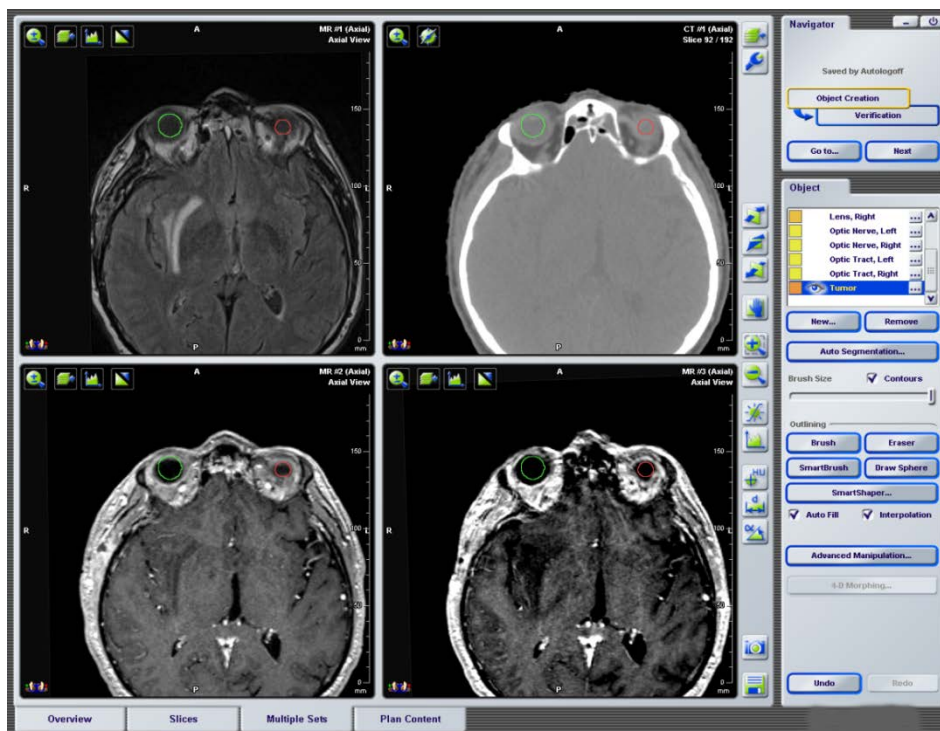 A
MR #1 (Axial)
Axial View
150
R
L
100
50
0
P
mm
A
CT #1 (Axial)
Slice 92 / 192
150
R
L
100
50
0
P
mm
A
MR #2 (Axial)
Axial View
150
R
L
100
50
0
P
mm
A
MR #3 (Axial)
Axial View
150
R
L
100
50
0
P
mm
HU
d
Navigator
Saved by Autologoff
Object Creation
Verification
Go to...
Next
Object
Lens, Right ...
Optic Nerve, Left ...
Optic Nerve, Right ...
Optic Tract, Left ...
Optic Tract, Right ...
Tumor ...
New...
Remove
Auto Segmentation...
Brush Size
Contours
Outlining
Brush
Eraser
SmartBrush
Draw Sphere
SmartShaper...
Auto Fill
Interpolation
Advanced Manipulation...
4-D Morphing...
Undo
Redo
Overview
Slices
Multiple Sets
Plan Content